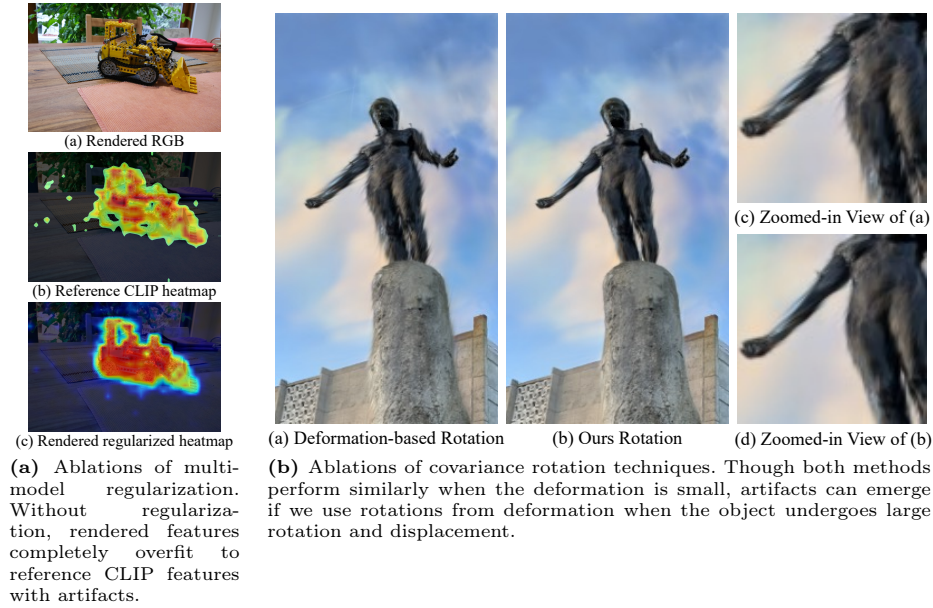 (a) Rendered RGB
(b) Reference CLIP heatmap
(c) Rendered regularized heatmap
(a) Ablations of multi-
model regularization.
Without regulariza-
tion, rendered features
completely overfit to
reference CLIP features
with artifacts.
(a) Deformation-based Rotation
(b) Ours Rotation
(c) Zoomed-in View of (a)
(d) Zoomed-in View of (b)
(b) Ablations of covariance rotation techniques. Though both methods
perform similarly when the deformation is small, artifacts can emerge
if we use rotations from deformation when the object undergoes large
rotation and displacement.